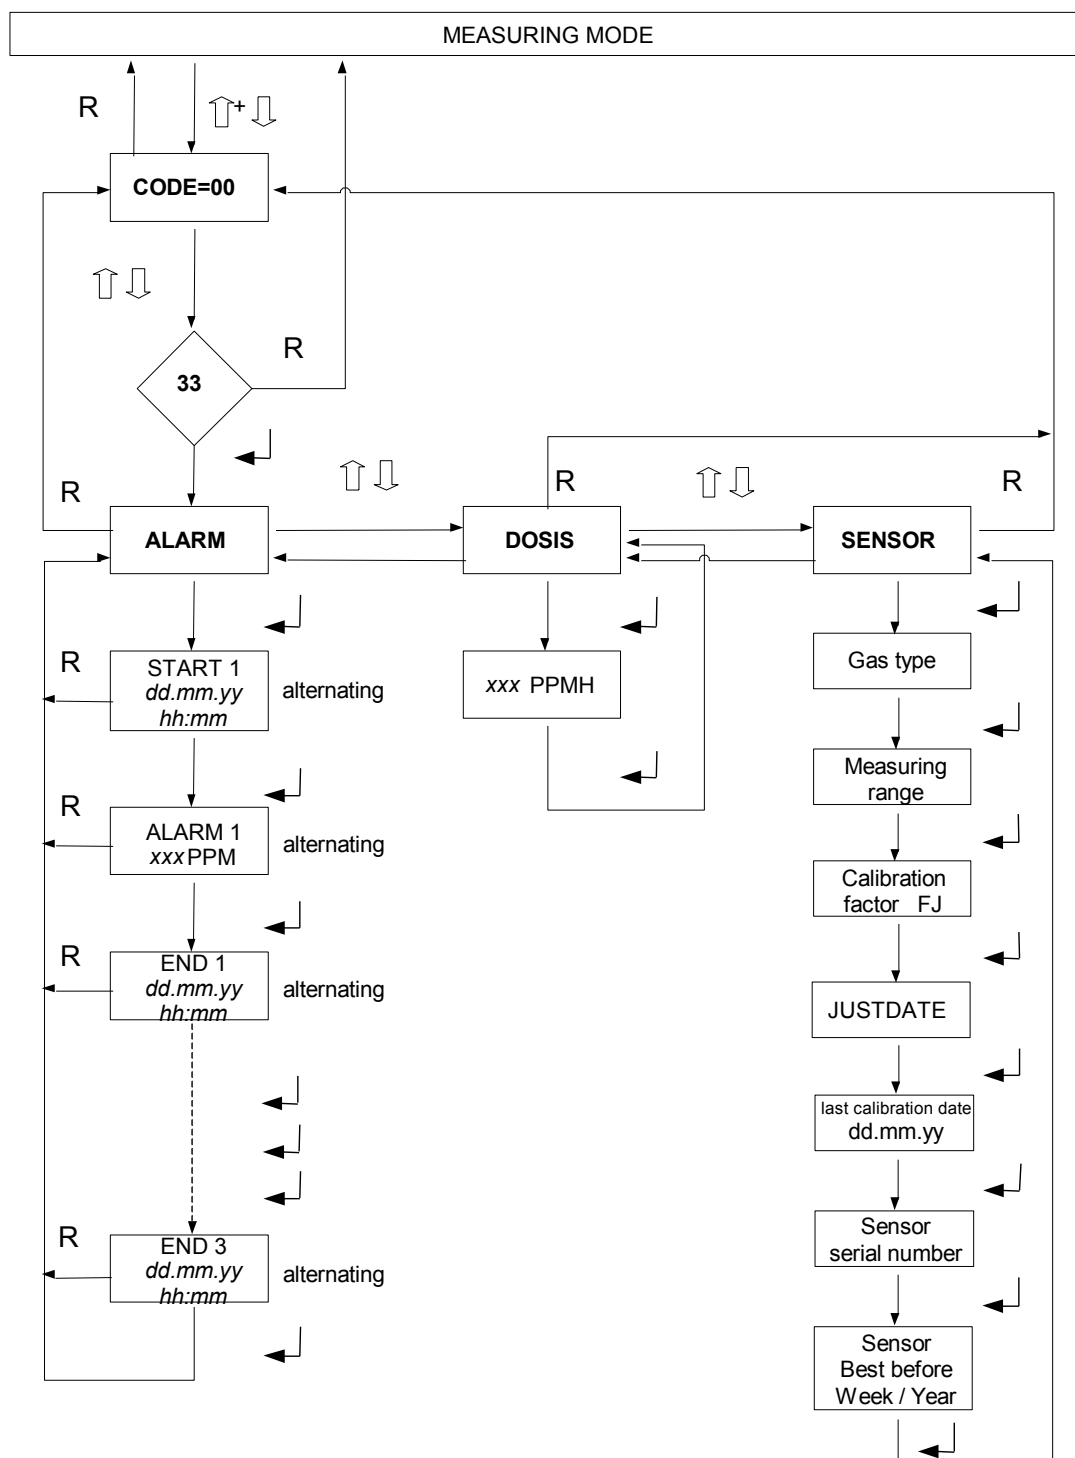 MEASURING MODE
R
+
CODE=00
R
33
R
R
R
ALARM
DOSIS
SENSOR
R
START 1
dd.mm.yy
hh:mm
alternating
xxx PPMH
Gas type
R
ALARM 1
xxx PPM
alternating
Measuring
range
Calibration
factor FJ
R
END 1
dd.mm.yy
hh:mm
alternating
JUSTDATE
last calibration date
dd.mm.yy
R
END 3
dd.mm.yy
hh:mm
alternating
Sensor
serial number
Sensor
Best before
Week / Year